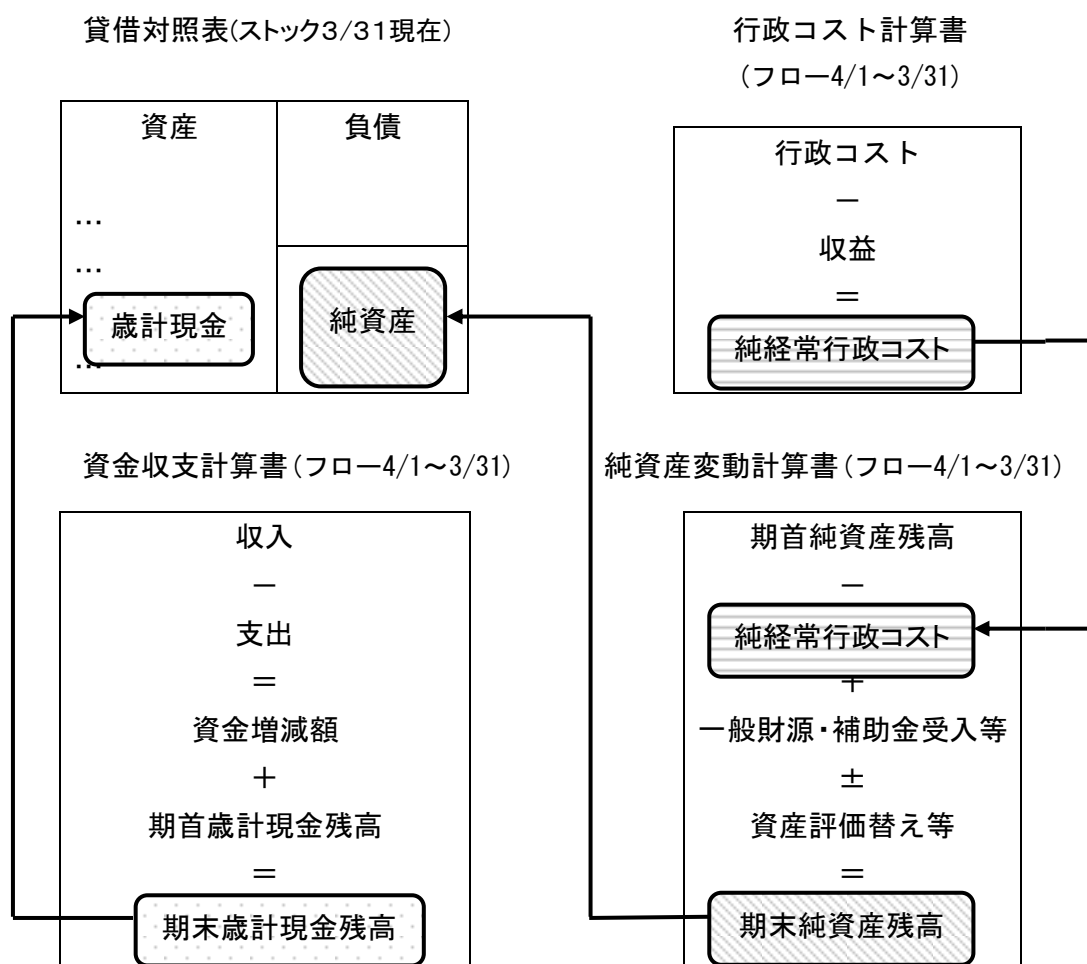 貸借対照表(ストック3/31現在)
資産
負債
…
…
歳計現金
…
純資産
行政コスト計算書
(フロー4/1～3/31)
行政コスト
－
収益
＝
純経常行政コスト
資金収支計算書(フロー4/1～3/31)
収入
－
支出
＝
資金増減額
＋
期首歳計現金残高
＝
期末歳計現金残高
純資産変動計算書(フロー4/1～3/31)
期首純資産残高
－
純経常行政コスト
＋
一般財源・補助金受入等
±
資産評価替え等
＝
期末純資産残高